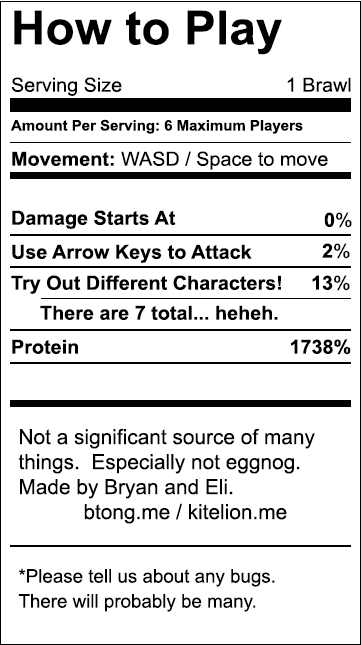 How to Play
Serving Size 1 Brawl
Amount Per Serving: 6 Maximum Players
Movement: WASD / Space to move
Damage Starts At 0%
Use Arrow Keys to Attack 2%
Try Out Different Characters! 13%
There are 7 total... heheh.
Protein 1738%
Not a significant source of many
things.  Especially not eggnog.
Made by Bryan and Eli.
btong.me / kitelion.me
*Please tell us about any bugs.
There will probably be many.